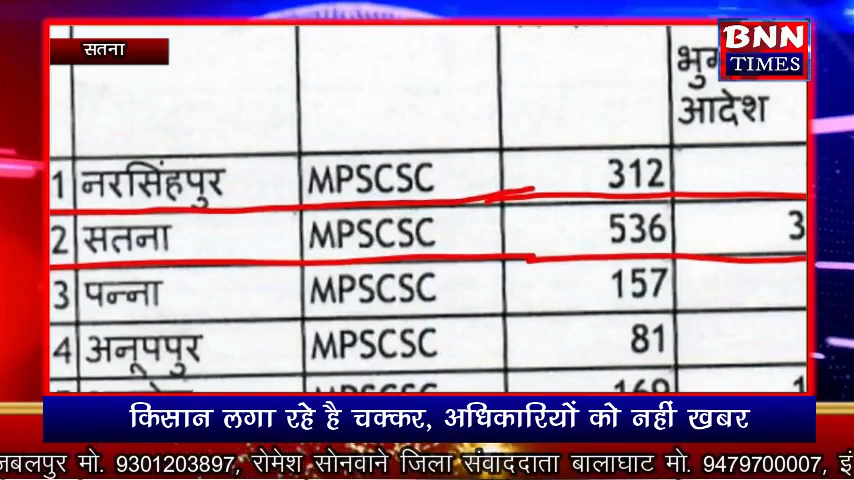 सतना
BNN
TIMES
आदेश
1 नरसिंहपुर MPSCSC 312
2 सतना MPSCSC 536 3
3 पन्ना MPSCSC 157
4 अनूपपुर MPSCSC 81
किसान लगा रहे है चक्कर, अधिकारियों को नहीं खबर
जबलपुर मो. 9301203897, रोमेश सोनवाने जिला संवाददाता बालाघाट मो. 9479700007, इं